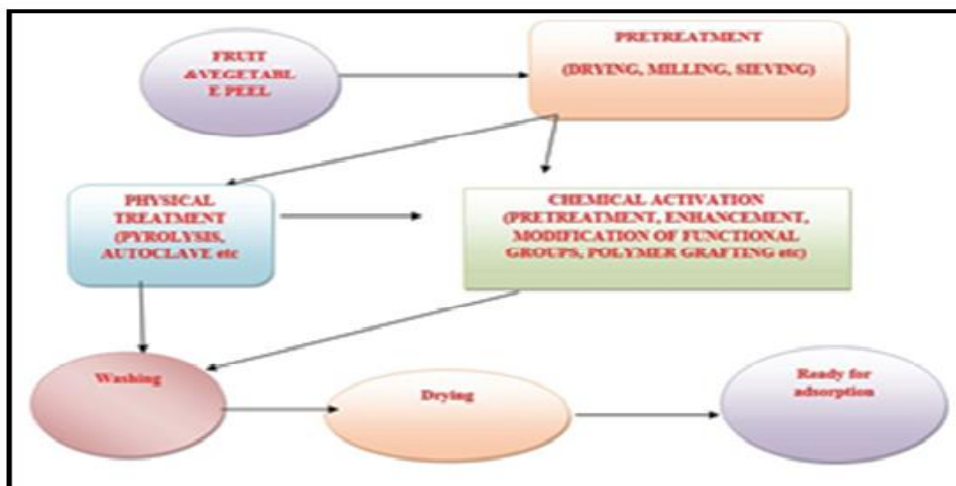 FRUIT
&VEGETABL
E PEEL
PRETREATMENT
(DRYING, MILLING, SIEVING)
PHYSICAL
TREATMENT
(PYROLYSIS,
AUTOCLAVE etc
CHEMICAL ACTIVATION
(PRETREATMENT, ENHANCEMENT,
MODIFICATION OF FUNCTIONAL
GROUPS, POLYMER GRAFTING etc)
Washing
Drying
Ready for
adsorption